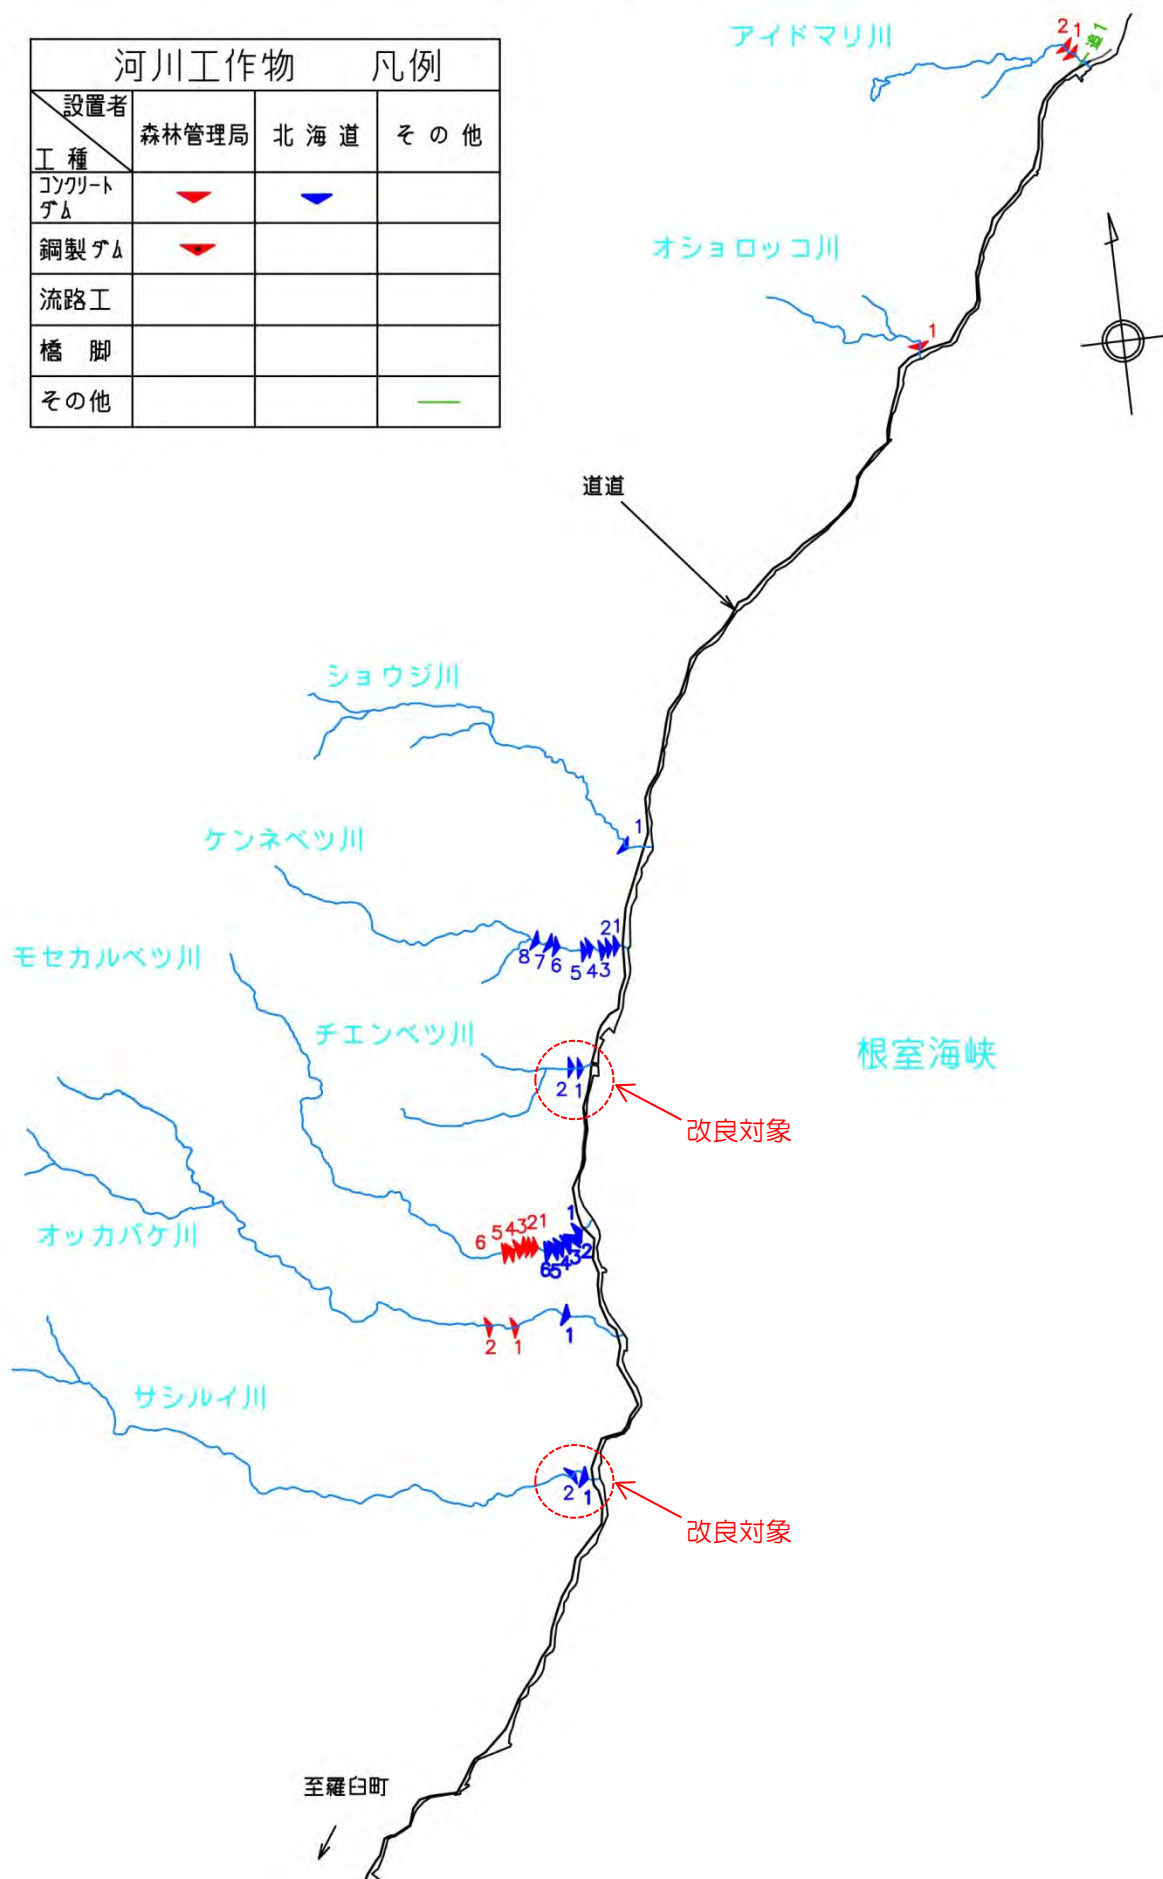 河川工作物 凡例
設置者
工種
森林管理局 北海道 その他
コンクリート
ダム
鋼製ダム
流路工
橋脚
その他
アイドマリ川
2 1
追1
オショロッコ川
1
道道
ショウジ川
1
ケンネベツ川
2 1
8 7 6 5 4 3
モセカルベツ川
チエンベツ川
2 1
改良対象
根室海峡
6 5 4 3 2 1
1
6 5 4 3 2
オッカバケ川
2 1
1
サシルイ川
2 1
改良対象
至羅臼町